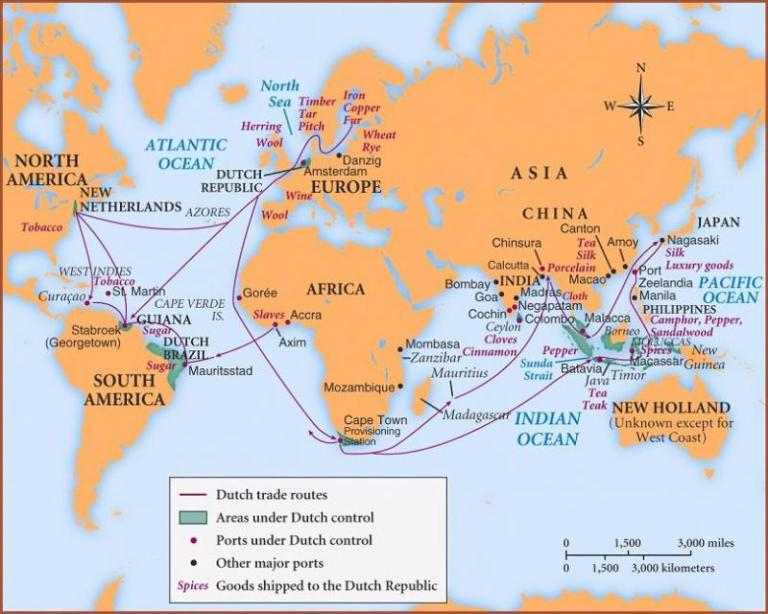 N
W
E
S
North
Sea
Timber
Tar
Pitch
Iron
Copper
Fur
Herring
Wool
Wheat
Rye
ATLANTIC
OCEAN
NORTH
AMERICA
DUTCH
REPUBLIC
Danzig
Amsterdam
EUROPE
NEW
NETHERLANDS
AZORES
Wine
Wool
Tobacco
ASIA
CHINA
Canton
Tea
Silk
Amoy
Chinsura
Calcutta
Porcelain
Macao
JAPAN
Nagasaki
Silk
Luxury goods
PACIFIC
OCEAN
Port
Zeelandia
Manila
PHILIPPINES
Camphor, Pepper,
Sandalwood
WEST INDIES
Tobacco
St. Martin
Curaçao
CAPE VERDE
IS.
Gorée
AFRICA
Slaves
Accra
Axim
GUIANA
Sugar
Stabroek
(Georgetown)
DUTCH
BRAZIL
Sugar
Mauritsstad
SOUTH
AMERICA
Bombay
INDIA
Goa
Madras
Cloth
Cochin
Negapatam
Ceylon
Colombo
Cloves
Cinnamon
Malacca
Borneo
MOLUCCAS
Spices
Macassar
New
Guinea
Pepper
Sunda
Strait
Batavia
Java
Timor
Tea
Teak
Mombasa
Zanzibar
Mauritius
Mozambique
Madagascar
Cape Town
Provisioning
Station
INDIAN
OCEAN
NEW HOLLAND
(Unknown except for
West Coast)
Dutch trade routes
Areas under Dutch control
Ports under Dutch control
Other major ports
Spices Goods shipped to the Dutch Republic
0 1,500 3,000 miles
0 1,500 3,000 kilometers